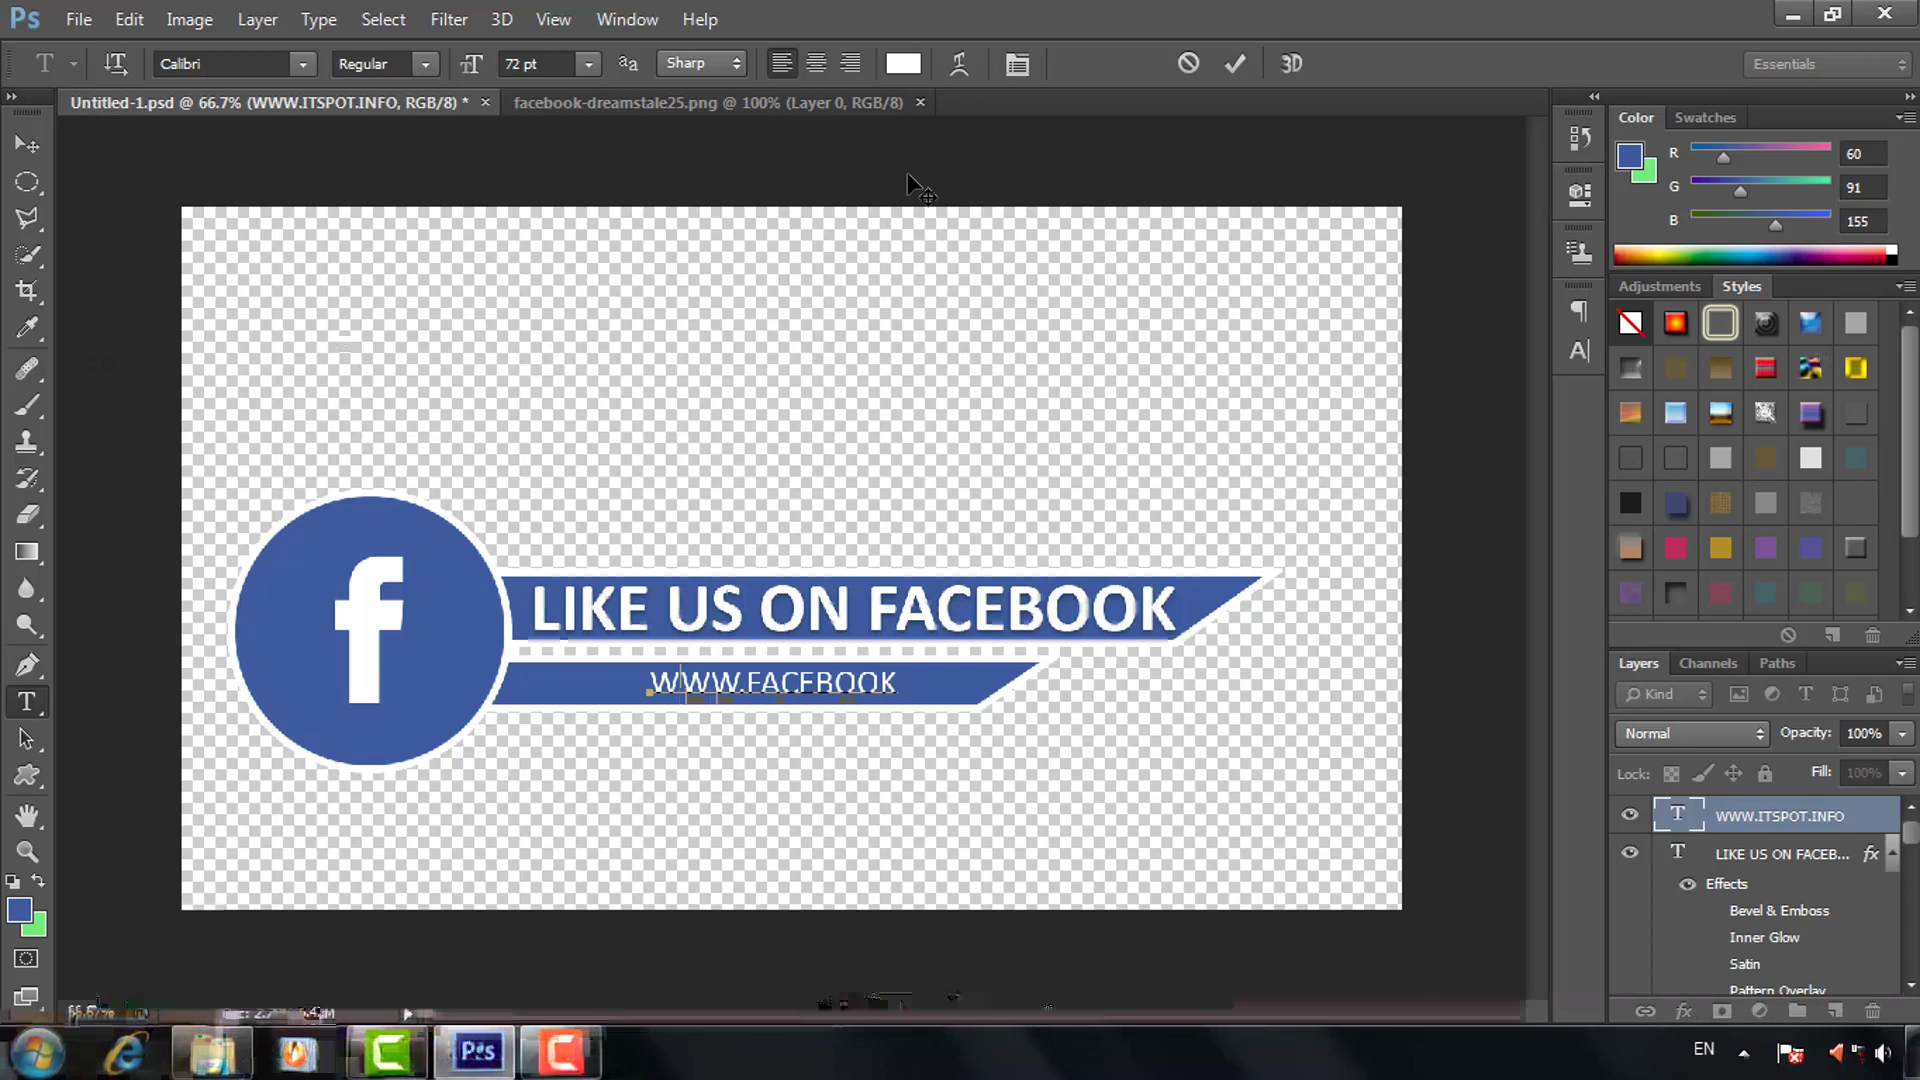 Ps File Edit Image Layer Type Select Filter 3D View Window Help
T Calibri Regular 72 pt Sharp 3D Essentials
Untitled-1.psd @ 66.7% (WWW.ITSPOT.INFO, RGB/8) * × facebook-dreamstale25.png @ 100% (Layer 0, RGB/8) ×
Color Swatches
R 60
G 91
B 155
Adjustments Styles
f
LIKE US ON FACEBOOK
WWW.FACEBOOK
Layers Channels Paths
Kind
Normal Opacity: 100%
Lock: Fill: 100%
T WWW.ITSPOT.INFO
T LIKE US ON FACEB... fx
Effects
Bevel & Emboss
Inner Glow
Satin
Pattern Overlay
Ps
EN